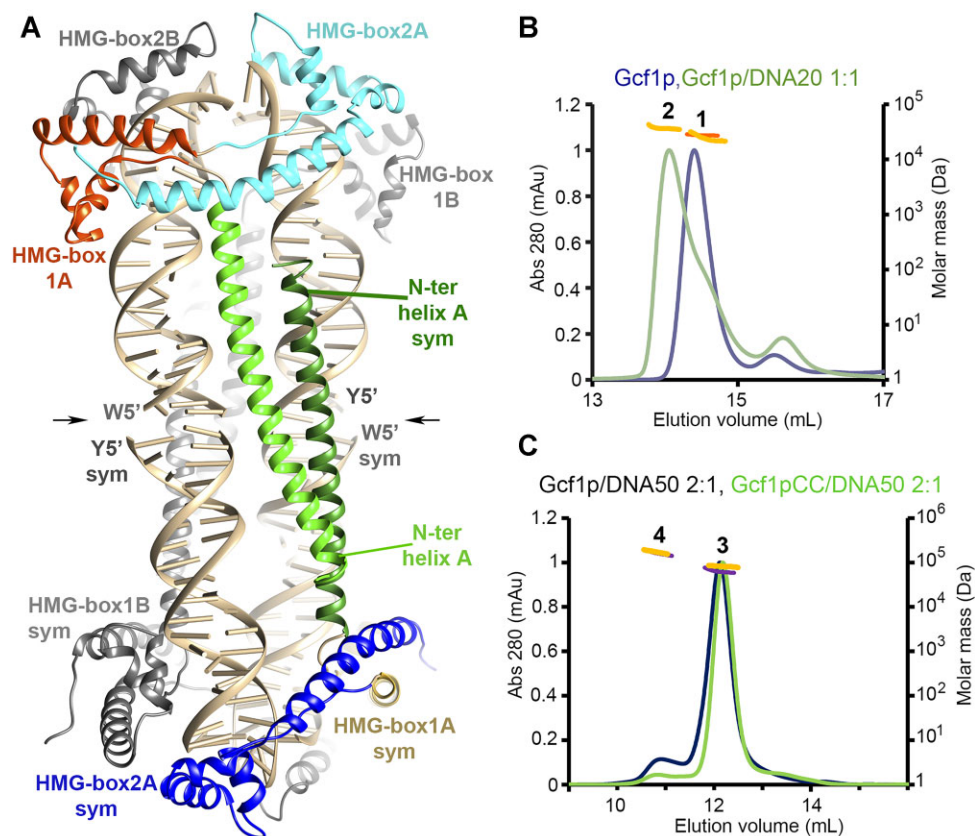 A
HMG-box2B
HMG-box2A
HMG-box
1B
HMG-box
1A
N-ter
helix A
sym
W5'
Y5'
Y5'
sym
W5'
sym
N-ter
helix A
HMG-box1B
sym
HMG-box1A
sym
HMG-box2A
sym
B
Gcf1p,Gcf1p/DNA20 1:1
2
1
Abs 280 (mAu)
1.2
1
0.8
0.6
0.4
0.2
0
13
15
17
Elution volume (mL)
10^5
10^4
10^3
10^2
10^1
1
Molar mass (Da)
C
Gcf1p/DNA50 2:1, Gcf1pCC/DNA50 2:1
4
3
Abs 280 (mAu)
1.2
1
0.8
0.6
0.4
0.2
0
10
12
14
Elution volume (mL)
10^6
10^5
10^4
10^3
10^2
10^1
1
Molar mass (Da)